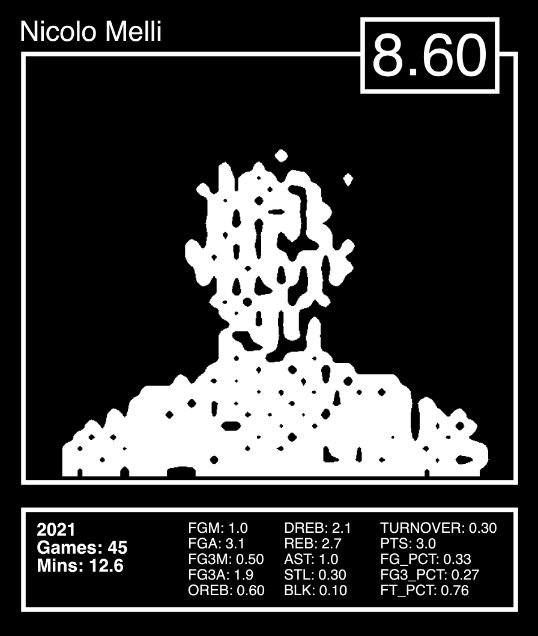 Nicolo Melli
8.60
2021
Games: 45
Mins: 12.6
FGM: 1.0
FGA: 3.1
FG3M: 0.50
FG3A: 1.9
OREB: 0.60
DREB: 2.1
REB: 2.7
AST: 1.0
STL: 0.30
BLK: 0.10
TURNOVER: 0.30
PTS: 3.0
FG_PCT: 0.33
FG3_PCT: 0.27
FT_PCT: 0.76